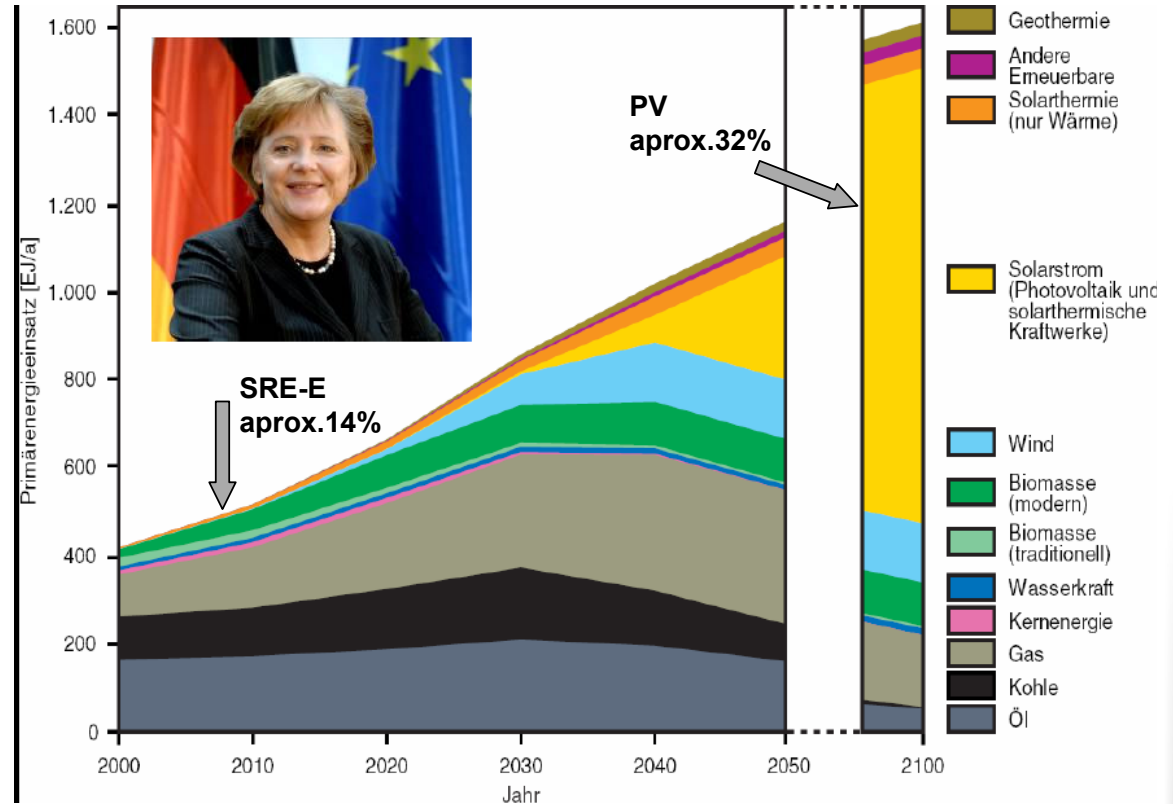 1.600
1.400
1.200
1.000
800
600
400
200
0
Primärenergieeinsatz [EJ/a]
SRE-E
aprox.14%
PV
aprox.32%
2000 2010 2020 2030 2040 2050 2100
Jahr
Geothermie
Andere
Erneuerbare
Solarthermie
(nur Wärme)
Solarstrom
(Photovoltaik und
solarthermische
Kraftwerke)
Wind
Biomasse
(modern)
Biomasse
(traditionell)
Wasserkraft
Kernenergie
Gas
Kohle
Öl